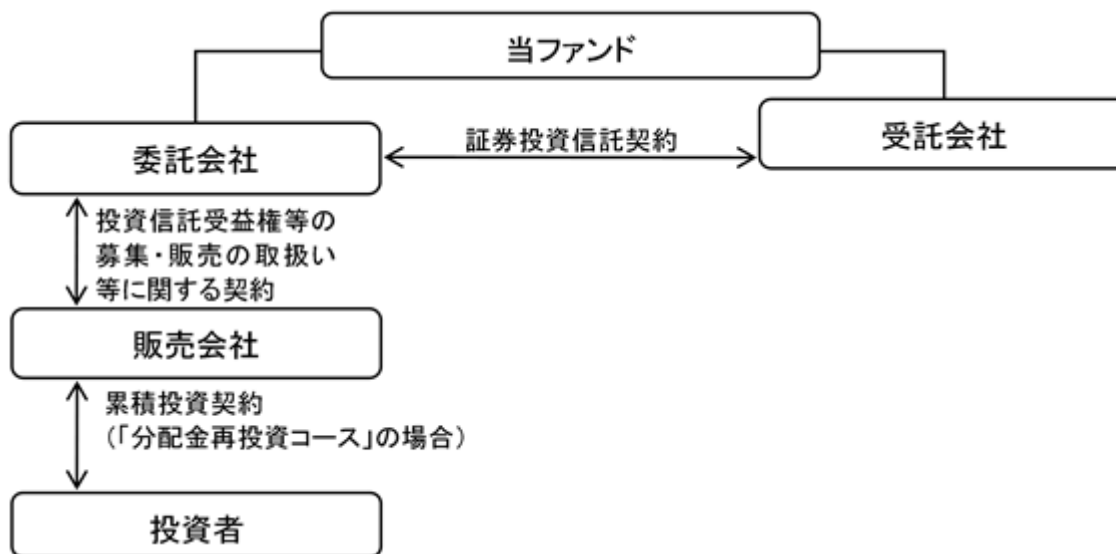 当ファンド
委託会社
証券投資信託契約
受託会社
投資信託受益権等の
募集・販売の取扱い
等に関する契約
販売会社
累積投資契約
(「分配金再投資コース」の場合)
投資者